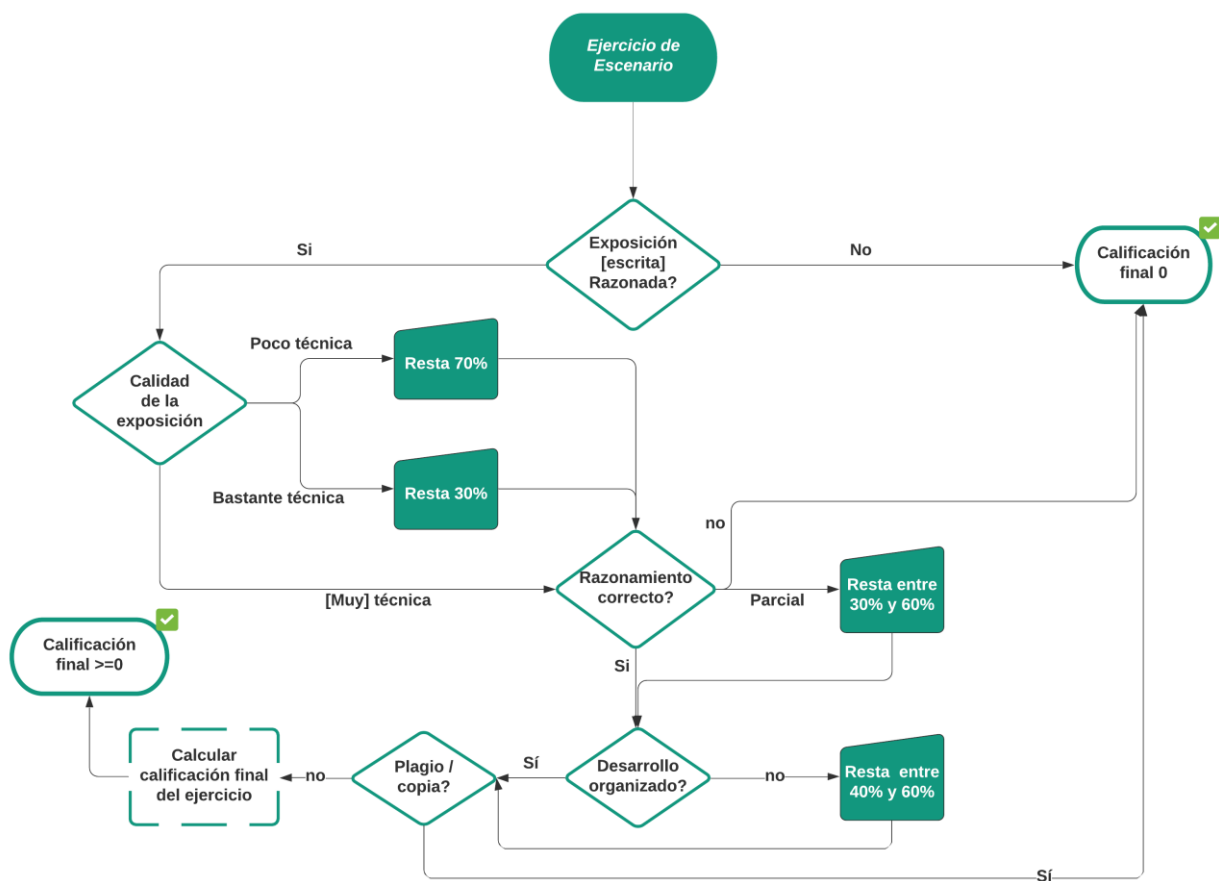 Ejercicio de
Escenario
Exposición
[escrita]
Razonada?
Si
No
Calificación
final 0
Calidad
de la
exposición
Poco técnica
Resta 70%
Bastante técnica
Resta 30%
[Muy] técnica
Razonamiento
correcto?
no
Parcial
Resta entre
30% y 60%
Si
Desarrollo
organizado?
no
Resta  entre
40% y 60%
Sí
Plagio /
copia?
Sí
no
Calcular
calificación final
del ejercicio
Calificación
final >=0